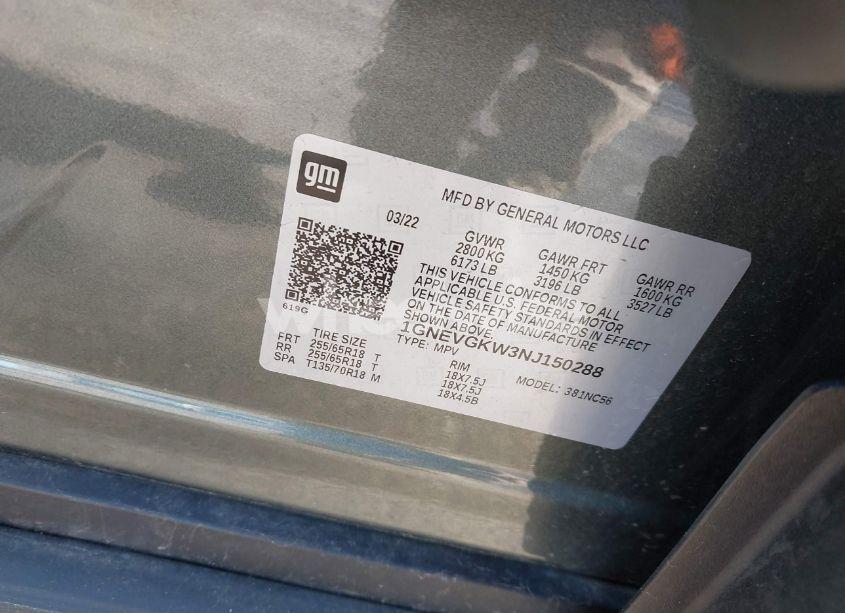 gm
MFD BY GENERAL MOTORS LLC
03/22
GVWR GAWR FRT GAWR RR
2800 KG 1450 KG 1600 KG
6173 LB 3196 LB 3527 LB
THIS VEHICLE CONFORMS TO ALL
APPLICABLE U.S. FEDERAL MOTOR
VEHICLE SAFETY STANDARDS IN EFFECT
ON THE DATE OF MANUFACTURE
SHOWN ABOVE.
619G
1GNEVGKW3NJ150288
TYPE: MPV MODEL: 381NC56
TIRE SIZE RIM
FRT 255/65R18 T 18X7.5J
RR 255/65R18 T 18X7.5J
SPA T135/70R18 M 18X4.5B